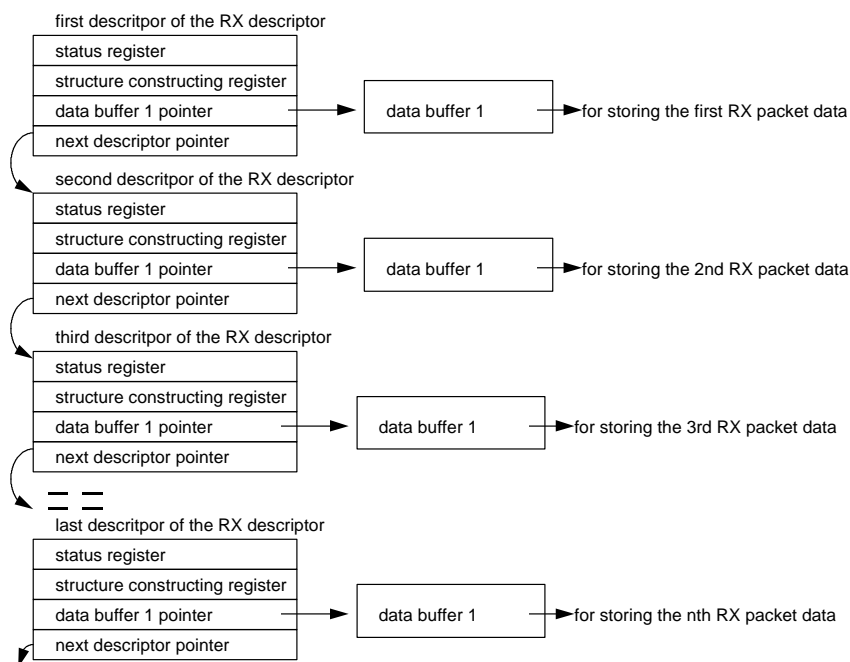 first descritpor of the RX descriptor
status register
structure constructing register
data buffer 1 pointer
data buffer 1
for storing the first RX packet data
next descriptor pointer
second descritpor of the RX descriptor
status register
structure constructing register
data buffer 1 pointer
data buffer 1
for storing the 2nd RX packet data
next descriptor pointer
third descritpor of the RX descriptor
status register
structure constructing register
data buffer 1 pointer
data buffer 1
for storing the 3rd RX packet data
next descriptor pointer
last descritpor of the RX descriptor
status register
structure constructing register
data buffer 1 pointer
data buffer 1
for storing the nth RX packet data
next descriptor pointer